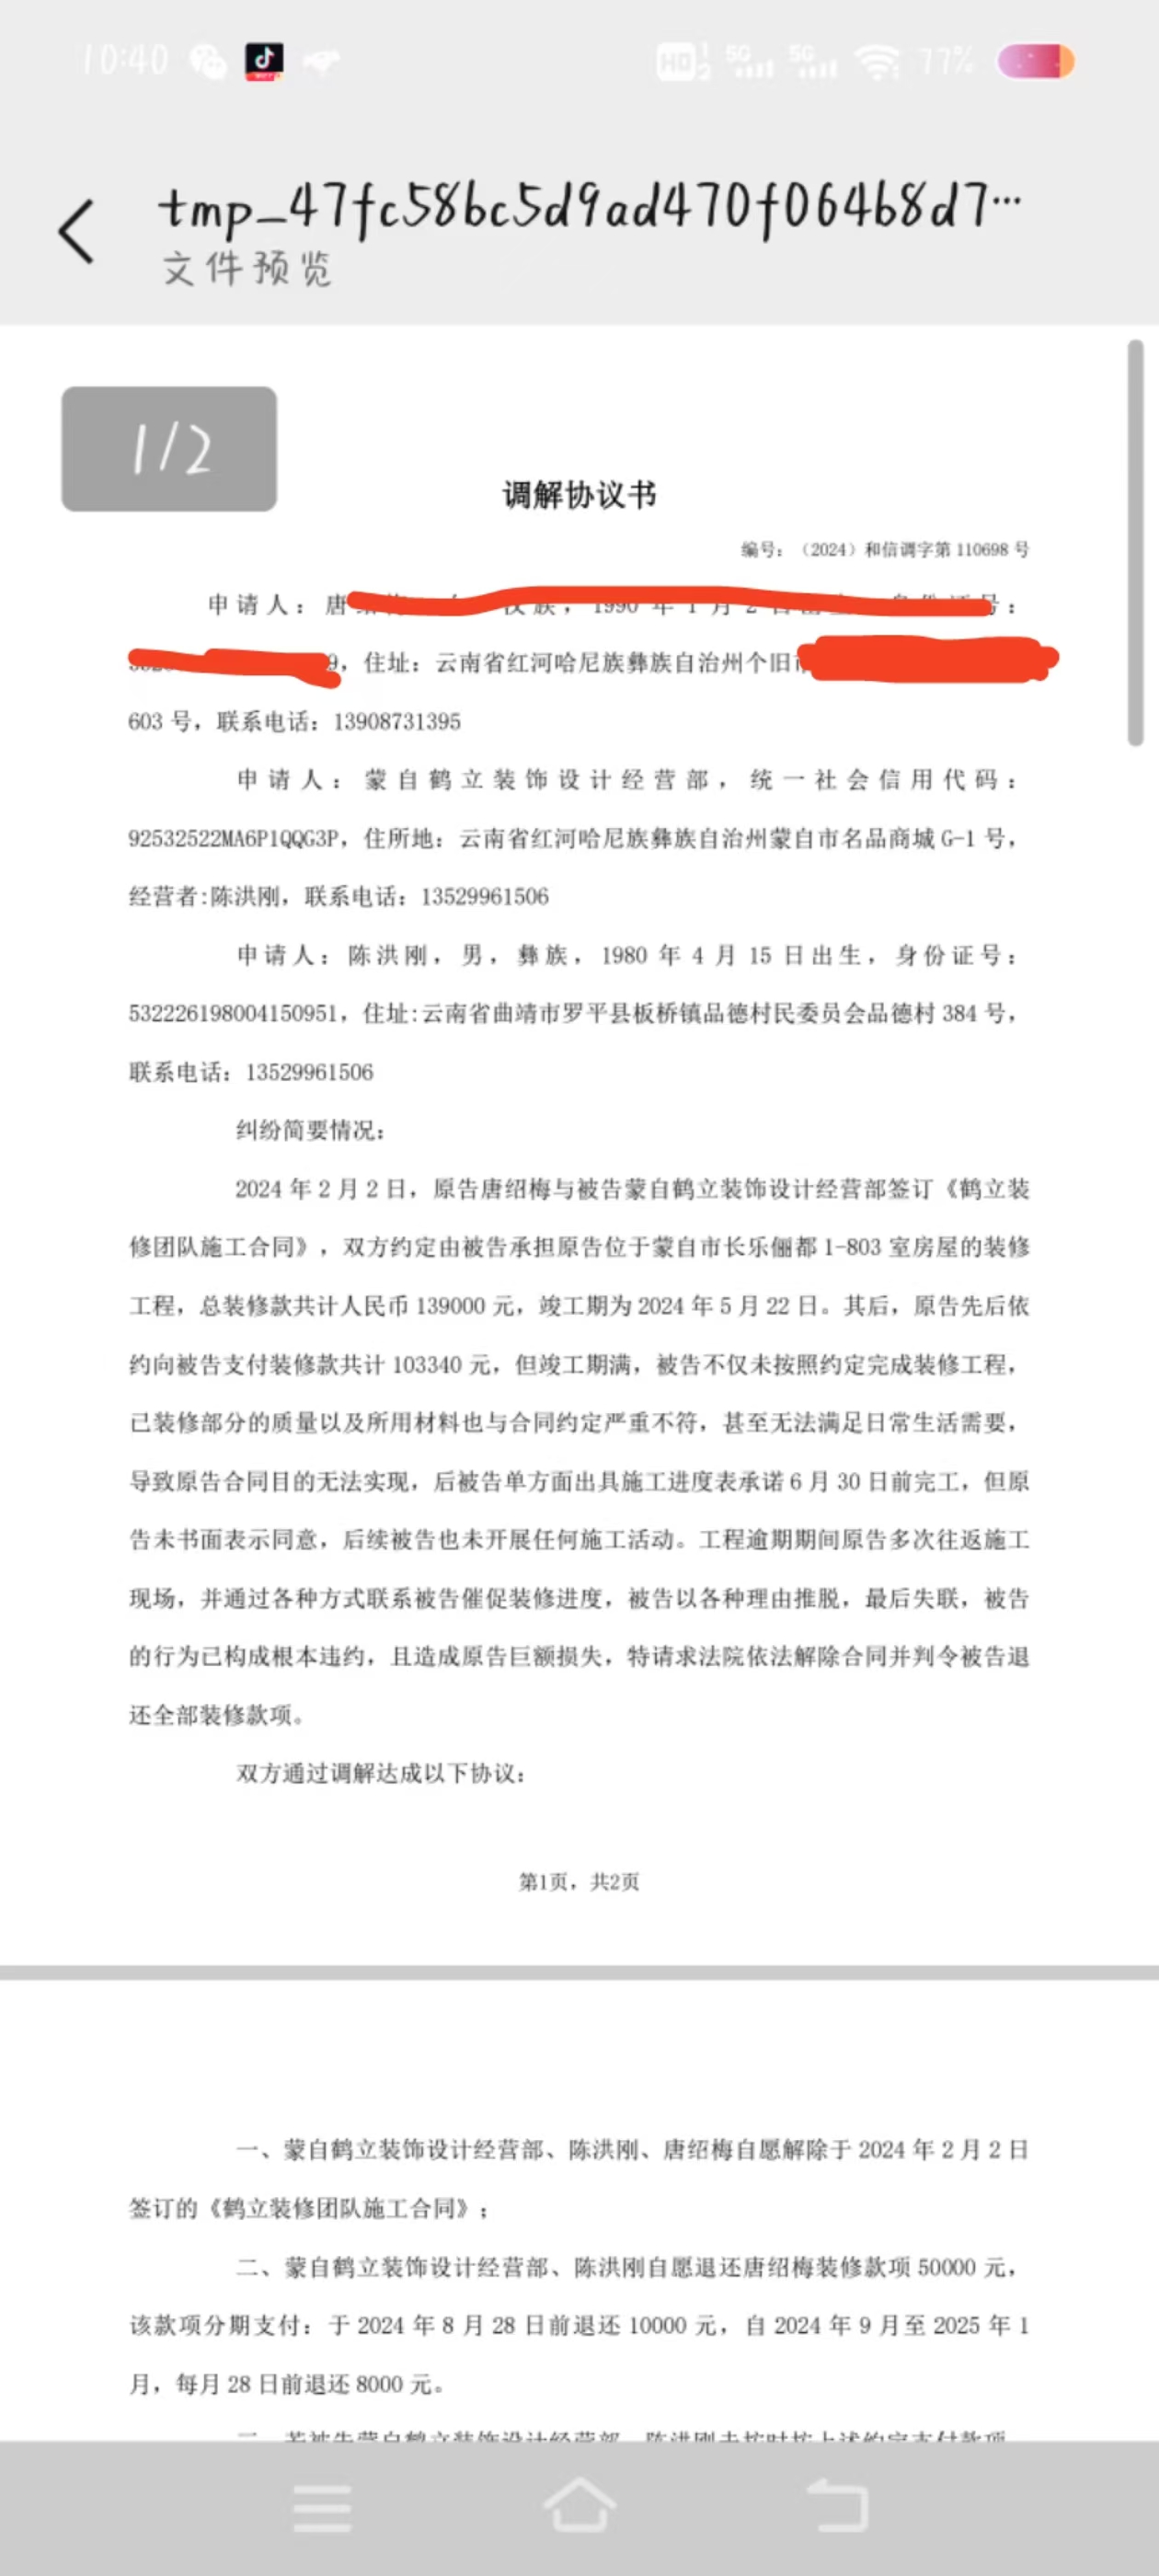 10:40 HD 1 2 5G 5G 77%
tmp_47fc58bc5d9ad470f064b8d7…
文件预览
1/2
调解协议书
编号：（2024）和信调字第 110698 号
申请人：唐
住址：云南省红河哈尼族彝族自治州个旧
603 号，联系电话：13908731395
申请人：蒙自鹤立装饰设计经营部，统一社会信用代码：
92532522MA6P1QQG3P，住所地：云南省红河哈尼族彝族自治州蒙自市名品商城 G-1 号，
经营者:陈洪刚，联系电话：13529961506
申请人：陈洪刚，男，彝族，1980 年 4 月 15 日出生，身份证号：
532226198004150951，住址:云南省曲靖市罗平县板桥镇品德村民委员会品德村 384 号，
联系电话：13529961506
纠纷简要情况：
2024 年 2 月 2 日，原告唐绍梅与被告蒙自鹤立装饰设计经营部签订《鹤立装
修团队施工合同》，双方约定由被告承担原告位于蒙自市长乐俪都 1-803 室房屋的装修
工程，总装修款共计人民币 139000 元，竣工期为 2024 年 5 月 22 日。其后，原告先后依
约向被告支付装修款共计 103340 元，但竣工期满，被告不仅未按照约定完成装修工程，
已装修部分的质量以及所用材料也与合同约定严重不符，甚至无法满足日常生活需要，
导致原告合同目的无法实现，后被告单方面出具施工进度表承诺 6 月 30 日前完工，但原
告未书面表示同意，后续被告也未开展任何施工活动。工程逾期期间原告多次往返施工
现场，并通过各种方式联系被告催促装修进度，被告以各种理由推脱，最后失联，被告
的行为已构成根本违约，且造成原告巨额损失，特请求法院依法解除合同并判令被告退
还全部装修款项。
双方通过调解达成以下协议：
第1页，共2页
一、蒙自鹤立装饰设计经营部、陈洪刚、唐绍梅自愿解除于 2024 年 2 月 2 日
签订的《鹤立装修团队施工合同》；
二、蒙自鹤立装饰设计经营部、陈洪刚自愿退还唐绍梅装修款项 50000 元，
该款项分期支付：于 2024 年 8 月 28 日前退还 10000 元，自 2024 年 9 月至 2025 年 1
月，每月 28 日前退还 8000 元。